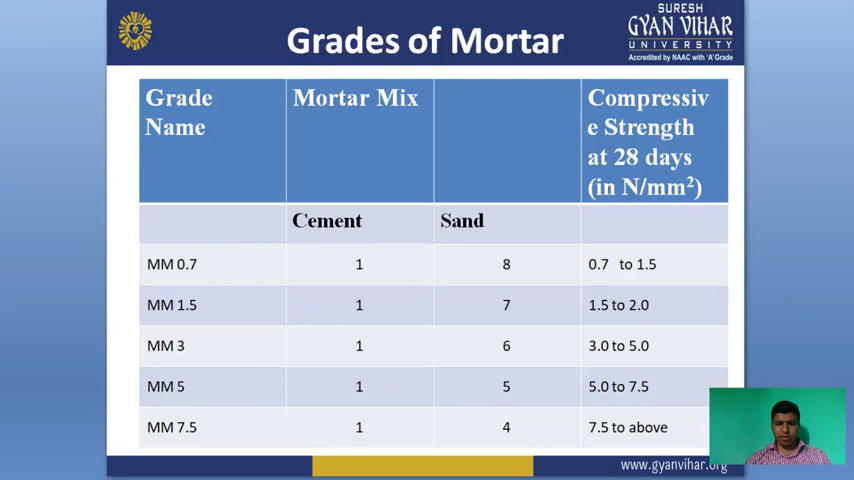 SURESH
GYAN VIHAR
UNIVERSITY
Accredited by NAAC with 'A' Grade
Grades of Mortar
Grade Name | Mortar Mix | | Compressive Strength at 28 days (in N/mm²)
| Cement | Sand |
MM 0.7 | 1 | 8 | 0.7 to 1.5
MM 1.5 | 1 | 7 | 1.5 to 2.0
MM 3 | 1 | 6 | 3.0 to 5.0
MM 5 | 1 | 5 | 5.0 to 7.5
MM 7.5 | 1 | 4 | 7.5 to above
www.gyanvihar.org